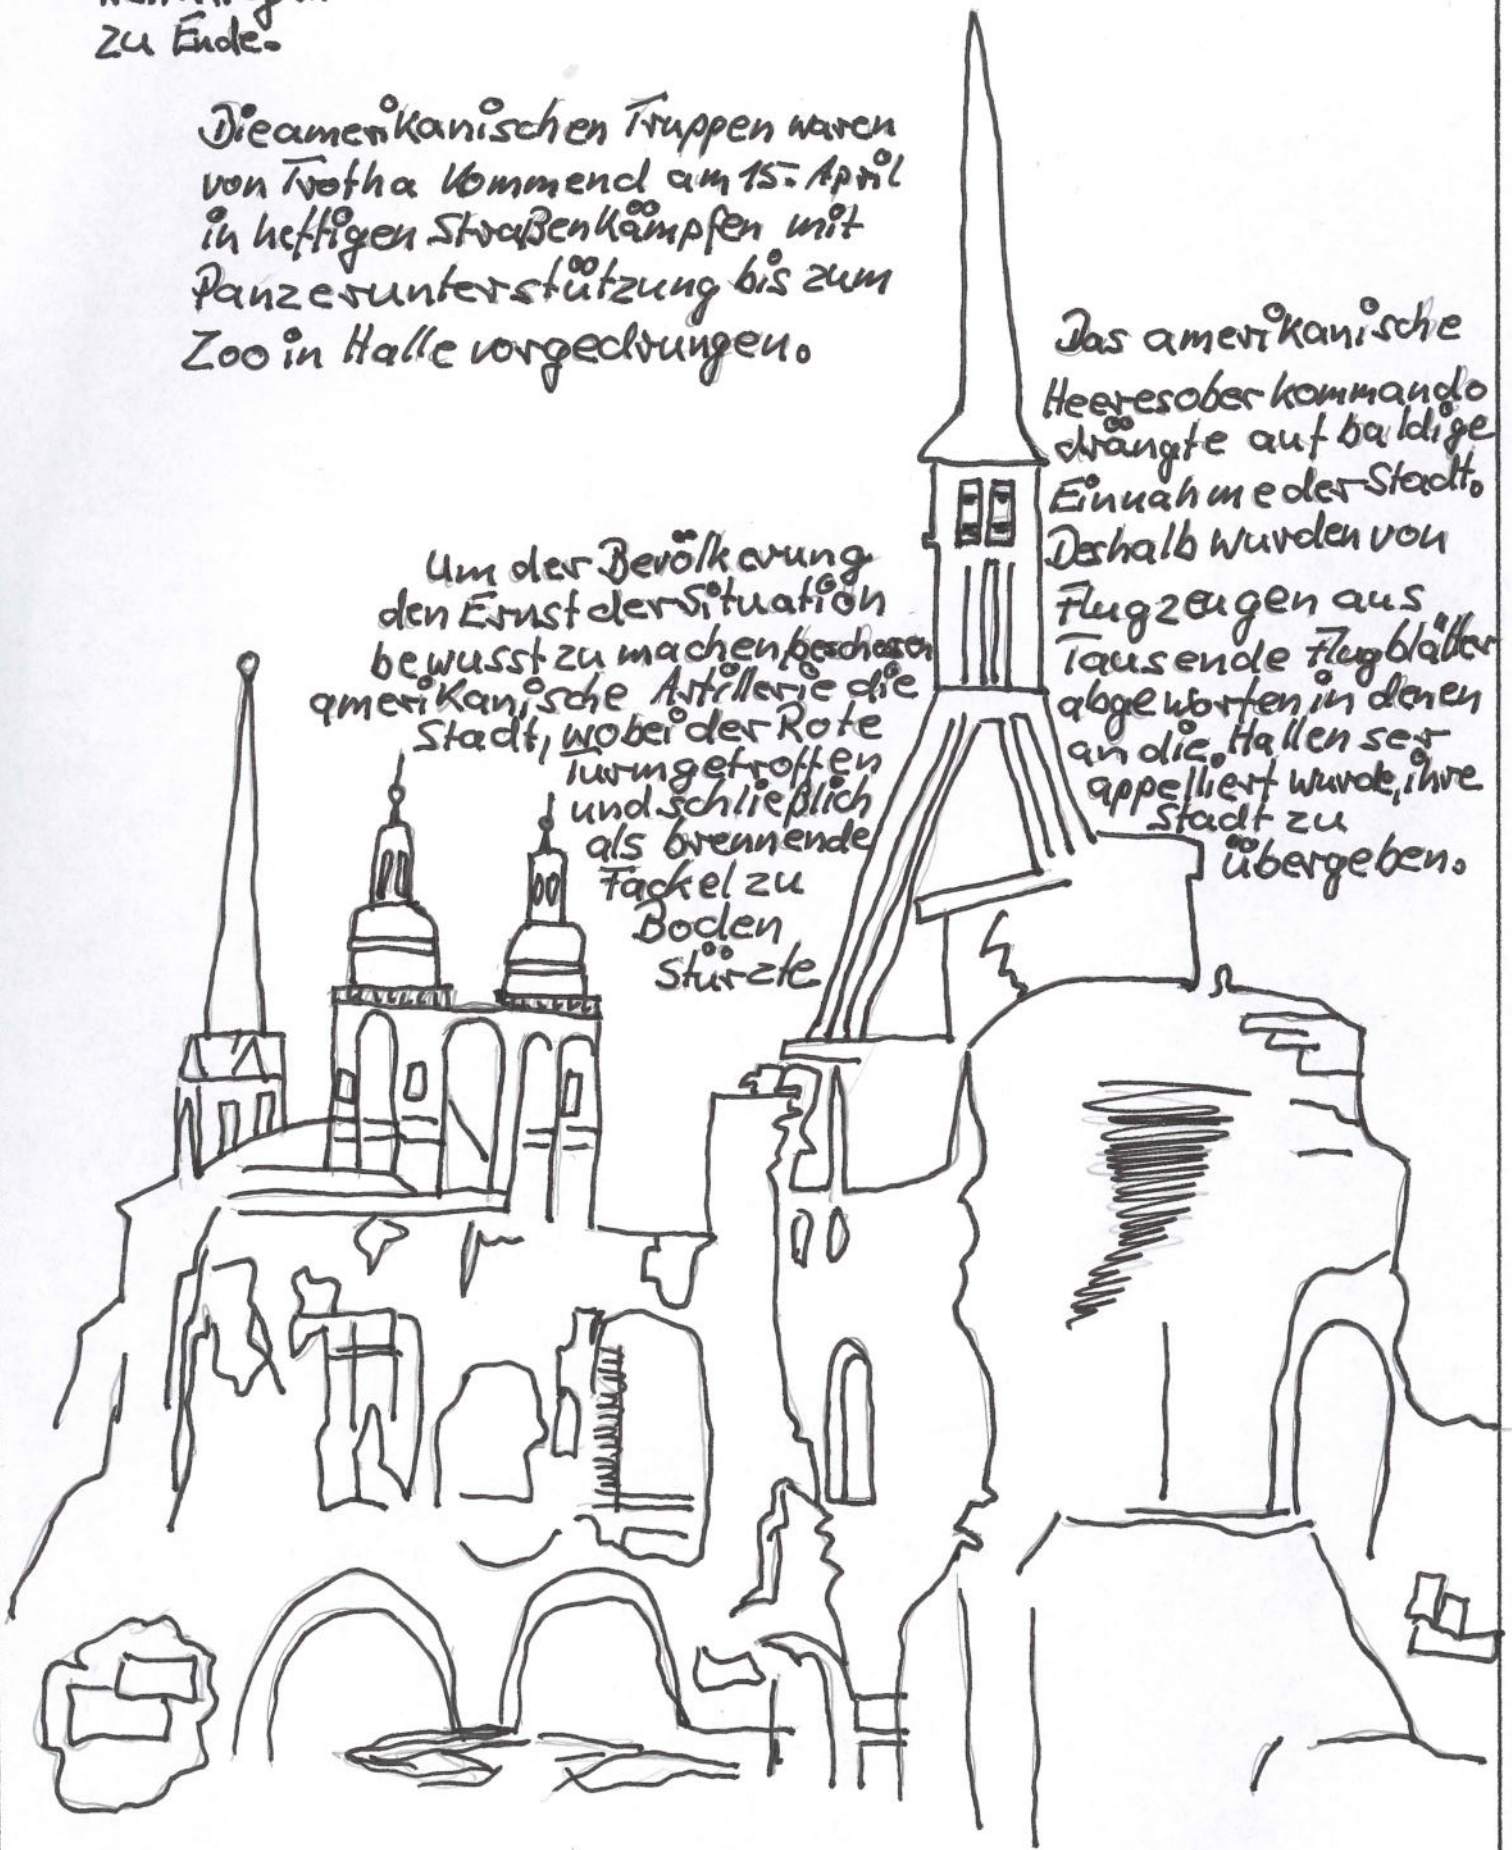 zu Ende.
Die amerikanischen Truppen waren
von Trotha kommend am 15. April
in heftigen Straßenkämpfen mit
Panzerunterstützung bis zum
Zoo in Halle vorgedrungen.
Das amerikanische
Heeresoberkommando
drängte auf baldige
Einnahme der Stadt.
Deshalb wurden von
Flugzeugen aus
Tausende Flugblätter
abgeworfen, in denen
an die Hallenser
appelliert wurde, ihre
Stadt zu
übergeben.
Um der Bevölkerung
den Ernst der Situation
bewusst zu machen, beschossen
amerikanische Artillerie die
Stadt, wobei der Rote
Turm getroffen
und schließlich
als brennende
Fackel zu
Boden
stürzte